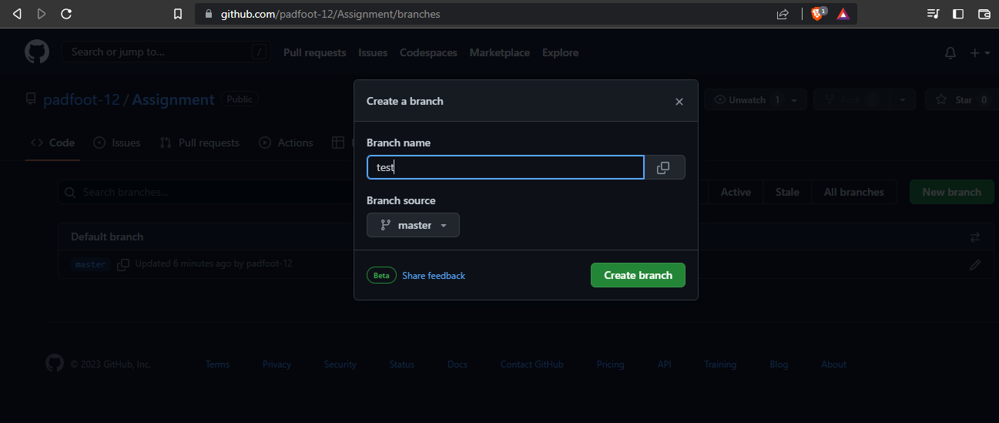 github.com/padfoot-12/Assignment/branches
1
Search or jump to...
/
Pull requests
Issues
Codespaces
Marketplace
Explore
padfoot-12 / Assignment
Public
Unwatch 1
Fork
Star 0
Code
Issues
Pull requests
Actions
Create a branch
Branch name
test
Branch source
master
Beta
Share feedback
Create branch
Search branches...
Active
Stale
All branches
New branch
Default branch
master
Updated 6 minutes ago by padfoot-12
© 2023 GitHub, Inc.
Terms
Privacy
Security
Status
Docs
Contact GitHub
Pricing
API
Training
Blog
About